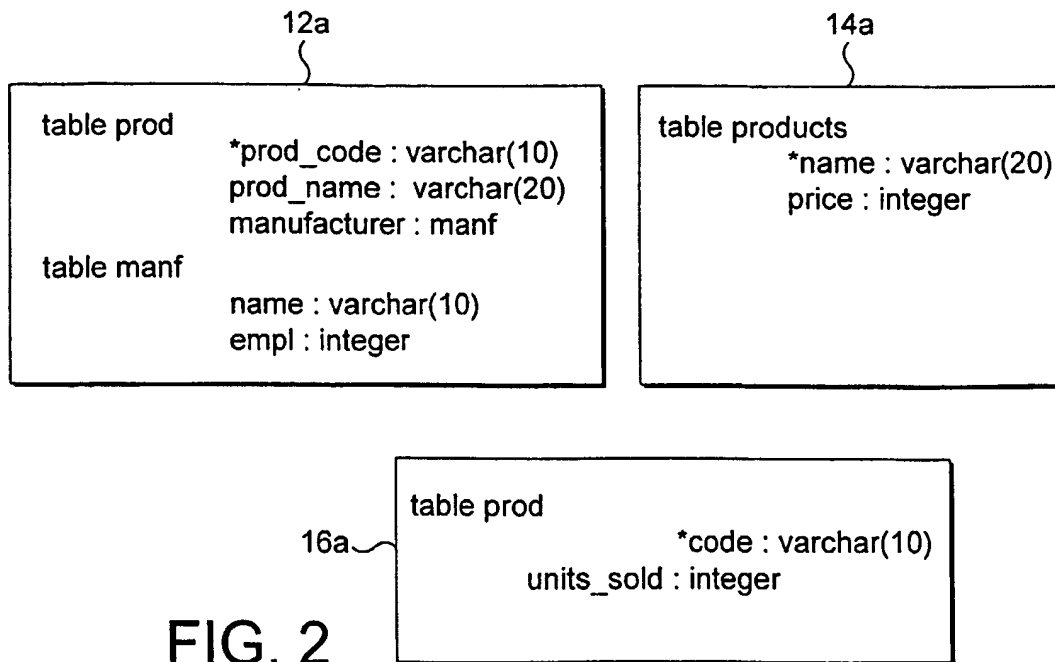 12a
table prod
*prod_code : varchar(10)
prod_name : varchar(20)
manufacturer : manf
table manf
name : varchar(10)
empl : integer
14a
table products
*name : varchar(20)
price : integer
16a
table prod
*code : varchar(10)
units_sold : integer
FIG. 2